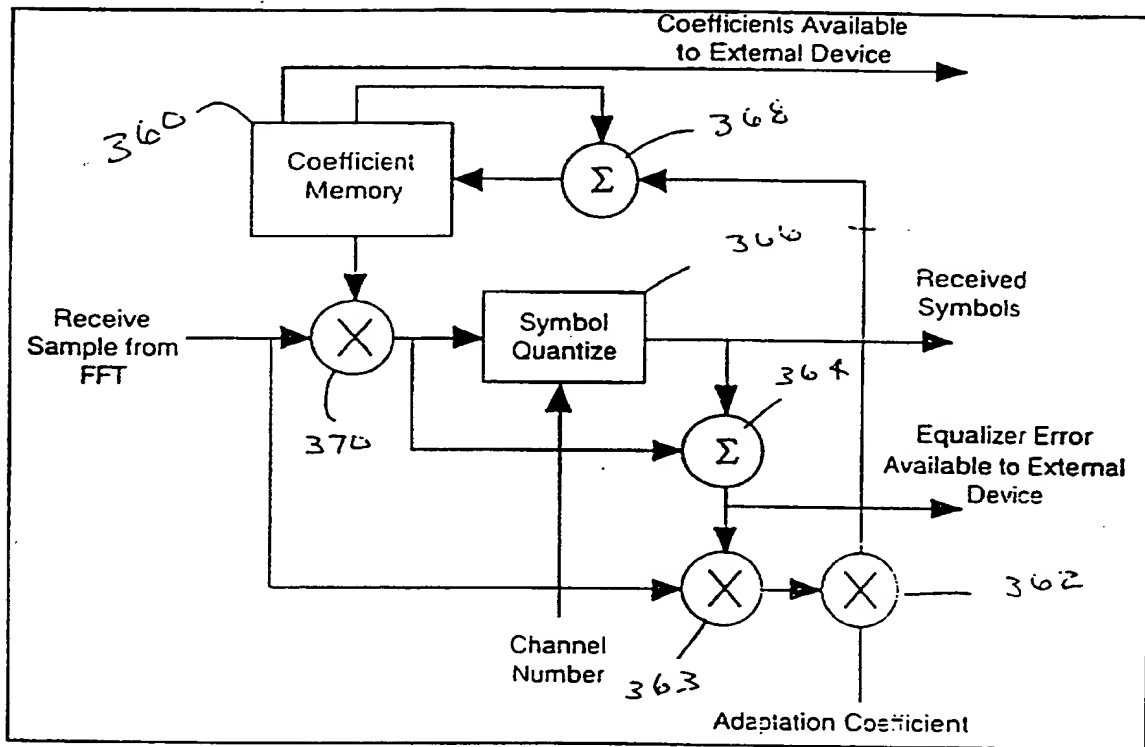 Coefficients Available
to External Device
360
Coefficient
Memory
Σ
368
366
Receive
Sample from
FFT
370
Symbol
Quantize
Received
Symbols
364
Σ
Equalizer Error
Available to External
Device
362
Channel
Number
363
Adaptation Coefficient